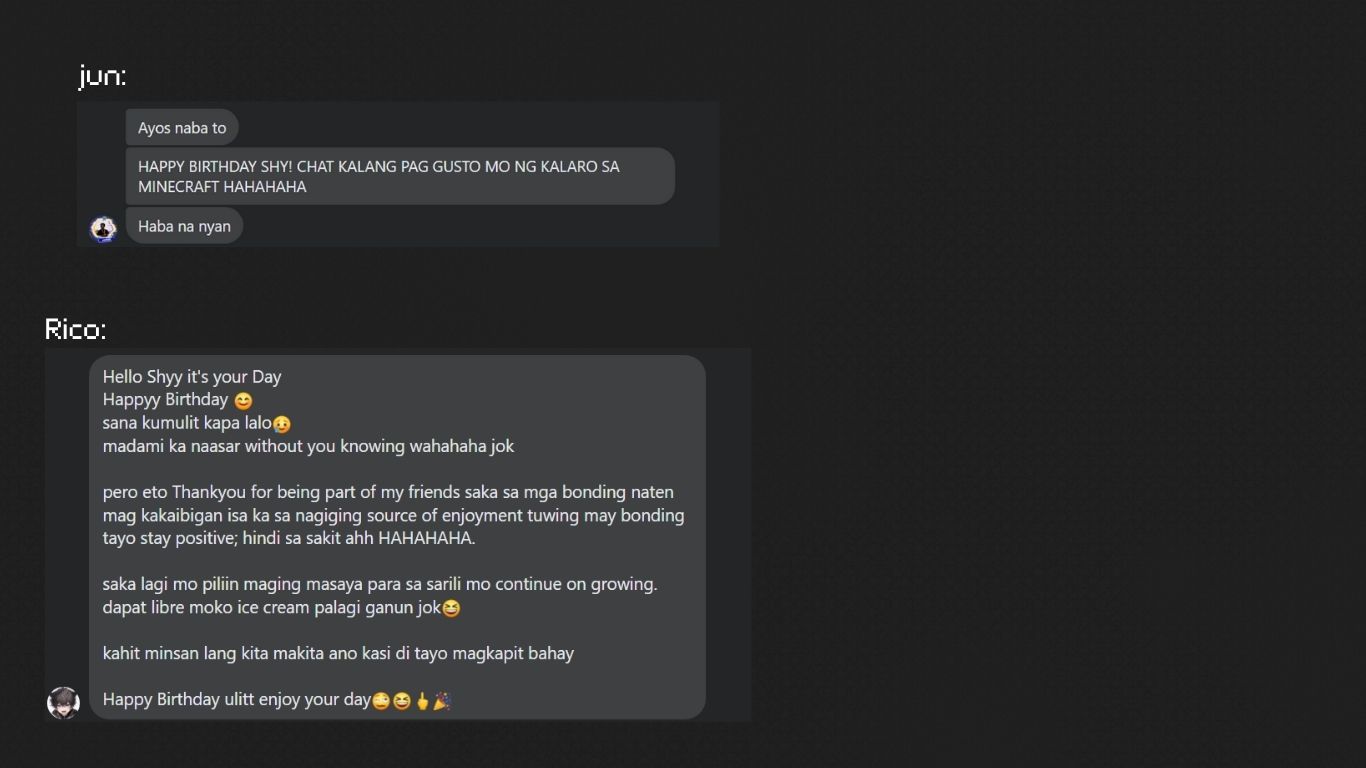 jun:
Ayos naba to
HAPPY BIRTHDAY SHY! CHAT KALANG PAG GUSTO MO NG KALARO SA
MINECRAFT HAHAHAHA
Haba na nyan
Rico:
Hello Shyy it's your Day
Happyy Birthday 😊
sana kumulit kapa lalo🥲
madami ka naasar without you knowing wahahaha jok
pero eto Thankyou for being part of my friends saka sa mga bonding naten
mag kakaibigan isa ka sa nagiging source of enjoyment tuwing may bonding
tayo stay positive; hindi sa sakit ahh HAHAHAHA.
saka lagi mo piliin maging masaya para sa sarili mo continue on growing.
dapat libre moko ice cream palagi ganun jok😆
kahit minsan lang kita makita ano kasi di tayo magkapit bahay
Happy Birthday ulitt enjoy your day😜😆🖕🎉